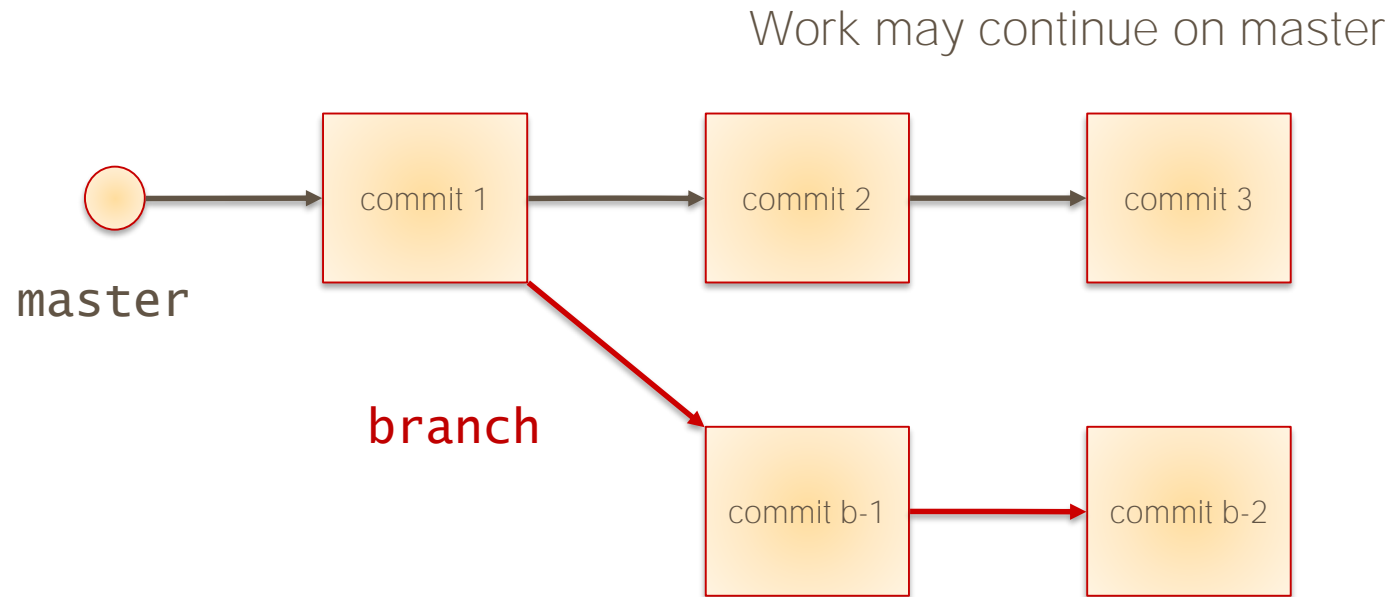 Work may continue on master
commit 1
commit 2
commit 3
master
branch
commit b-1
commit b-2